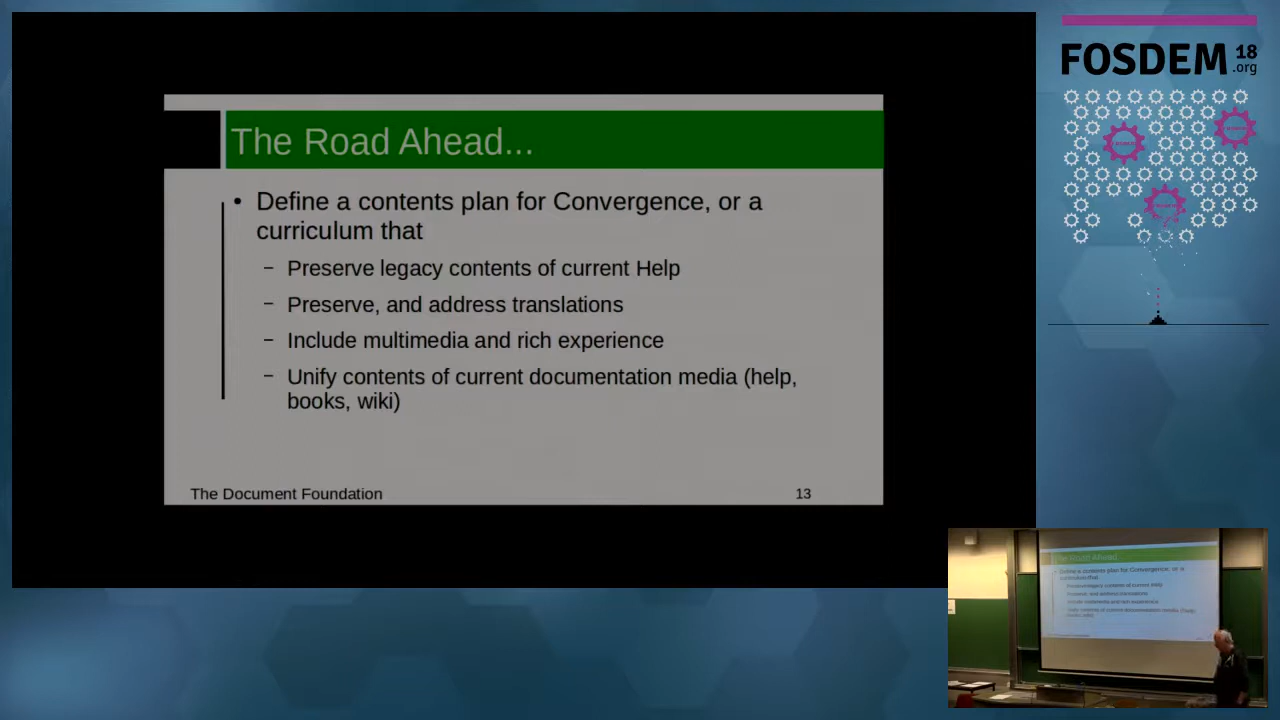 FOSDEM 18
.org
The Road Ahead...
• Define a contents plan for Convergence, or a
curriculum that
– Preserve legacy contents of current Help
– Preserve, and address translations
– Include multimedia and rich experience
– Unify contents of current documentation media (help,
books, wiki)
The Document Foundation
13